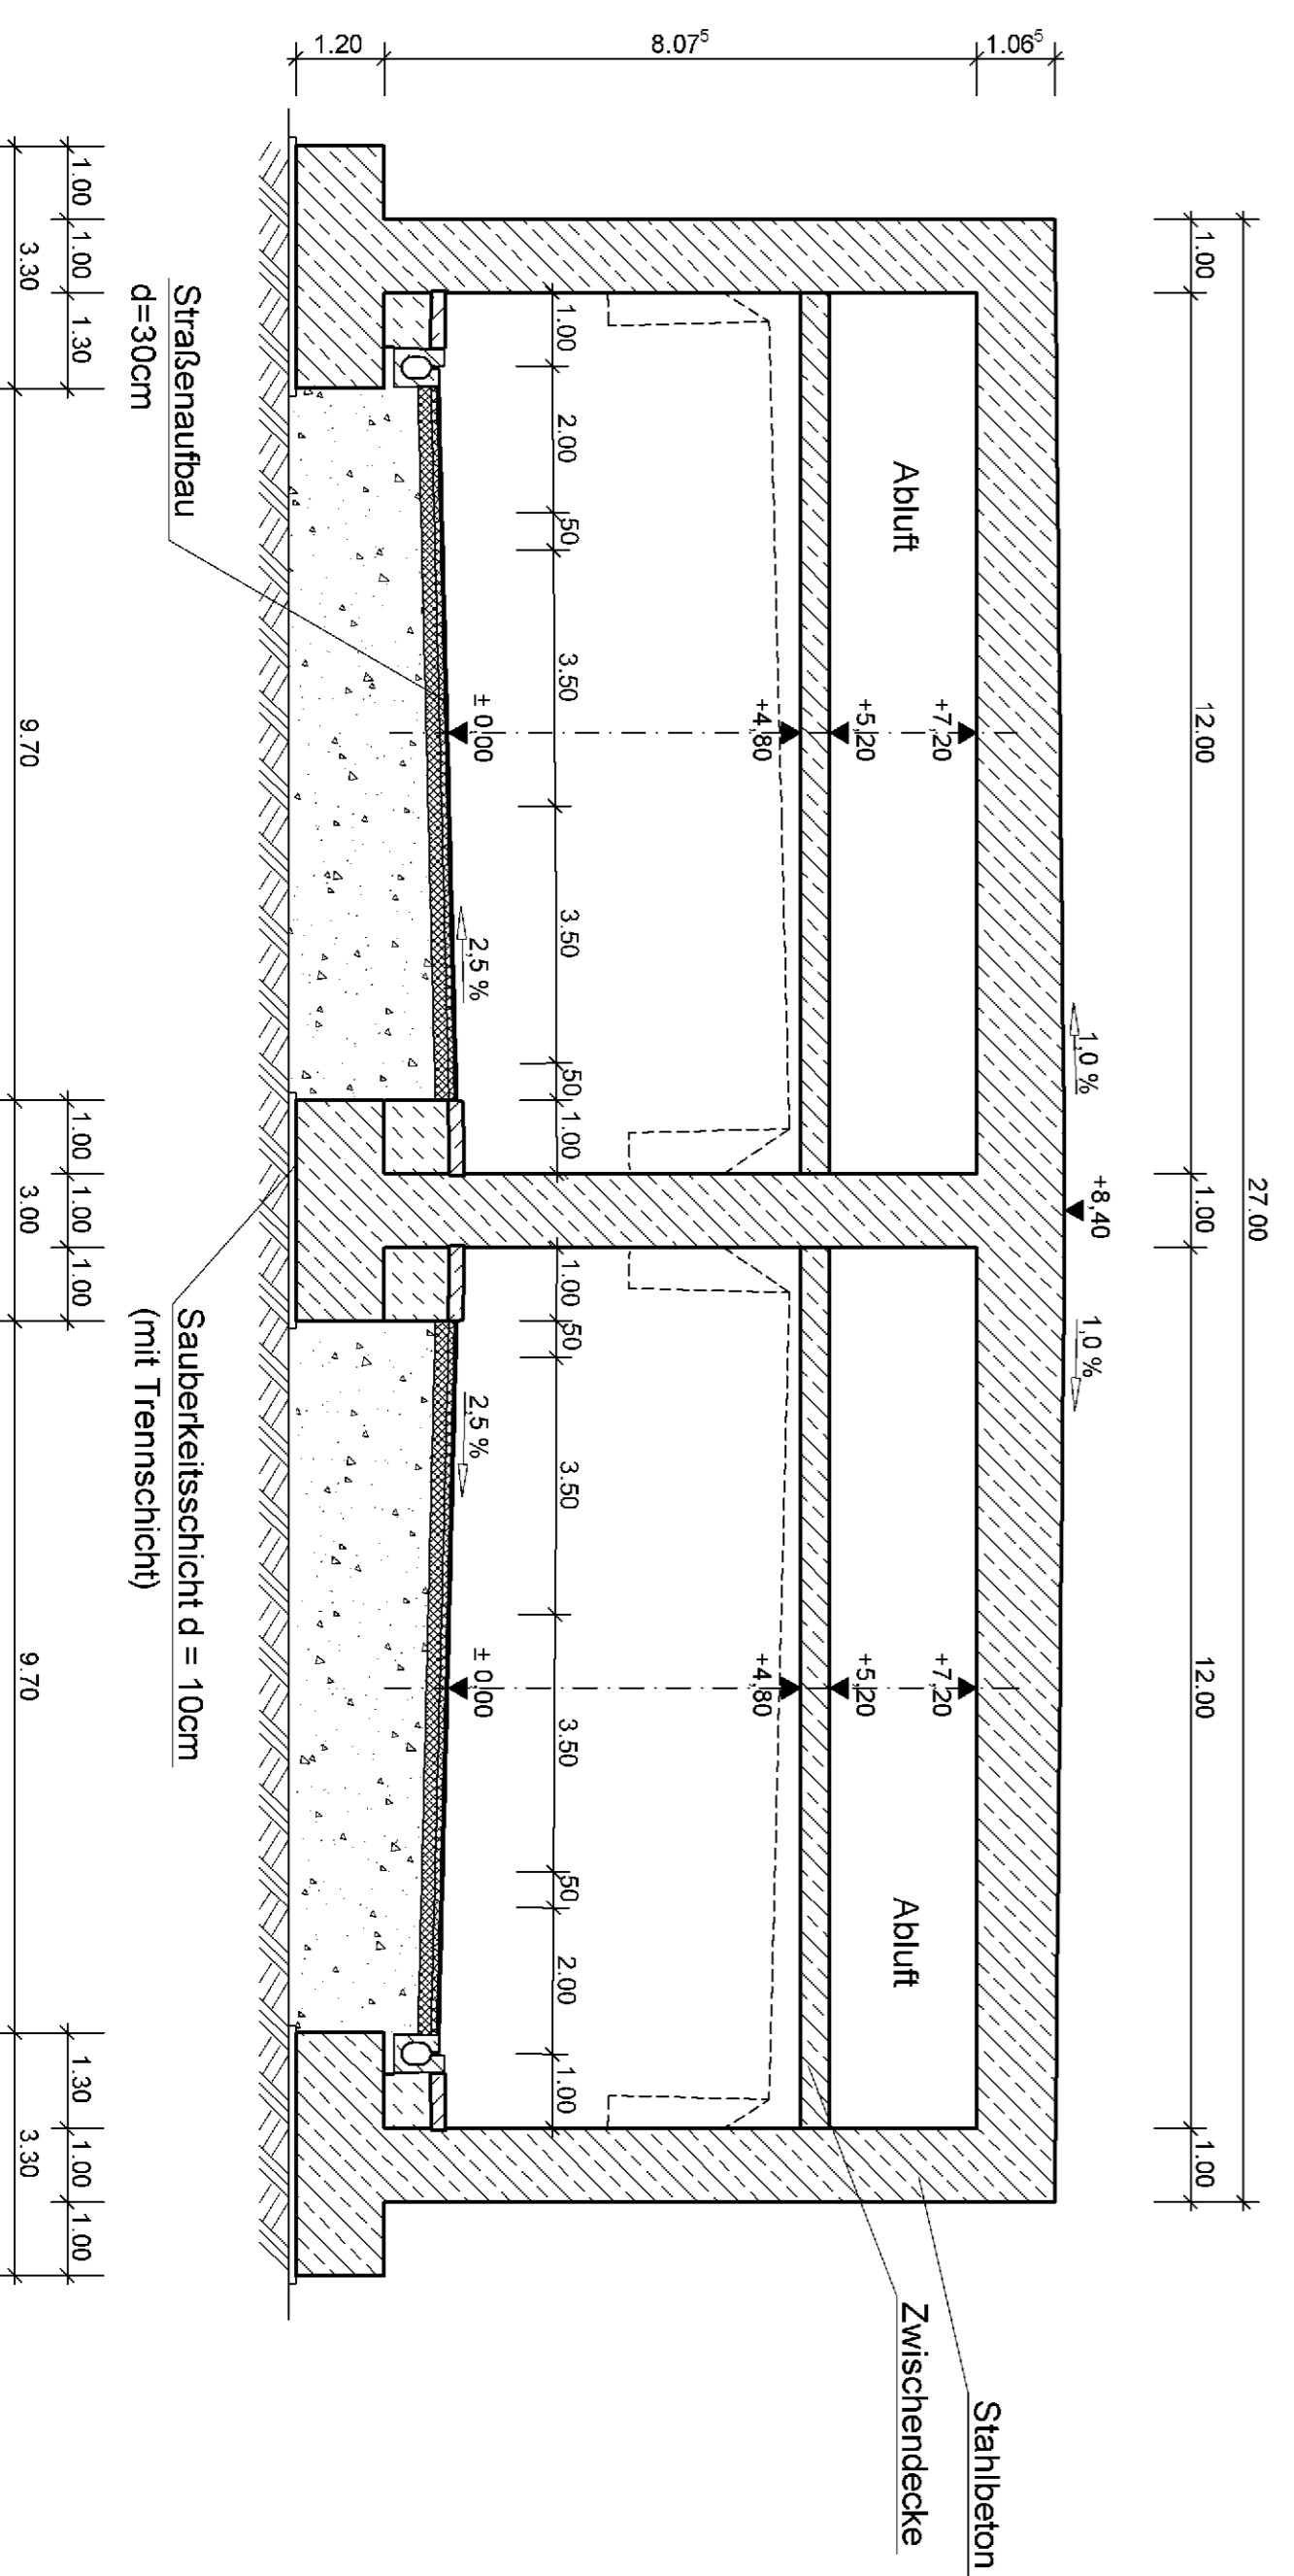 27.00
1.00 12.00 1.00 12.00 1.00
+8,40
1,0 % 1,0 %
1.06⁵
8.07⁵
1.20
Stahlbeton
Zwischendecke
+7,20 +7,20
Abluft Abluft
+5,20 +5,20
+4,80 +4,80
1.00 2.00 50 3.50 3.50 50 1.00 1.00 50 3.50 3.50 50 2.00 1.00
± 0,00 ± 0,00
2,5 % 2,5 %
Straßenaufbau
d=30cm
Sauberkeitsschicht d = 10cm
(mit Trennschicht)
1.00 1.00 1.30 1.00 1.00 1.00 1.30 1.00 1.00
3.30 9.70 3.00 9.70 3.30